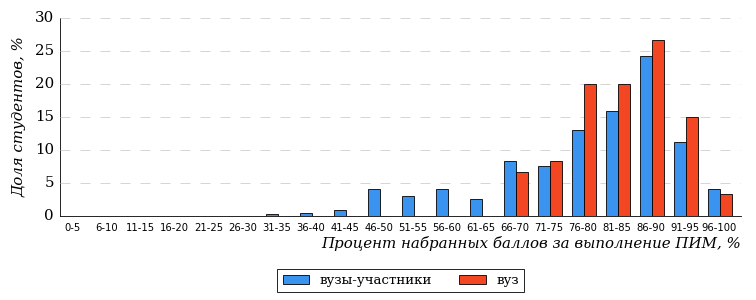 30
25
20
15
10
5
0
Доля студентов, %
0-5 6-10 11-15 16-20 21-25 26-30 31-35 36-40 41-45 46-50 51-55 56-60 61-65 66-70 71-75 76-80 81-85 86-90 91-95 96-100
Процент набранных баллов за выполнение ПИМ, %
вузы-участники вуз